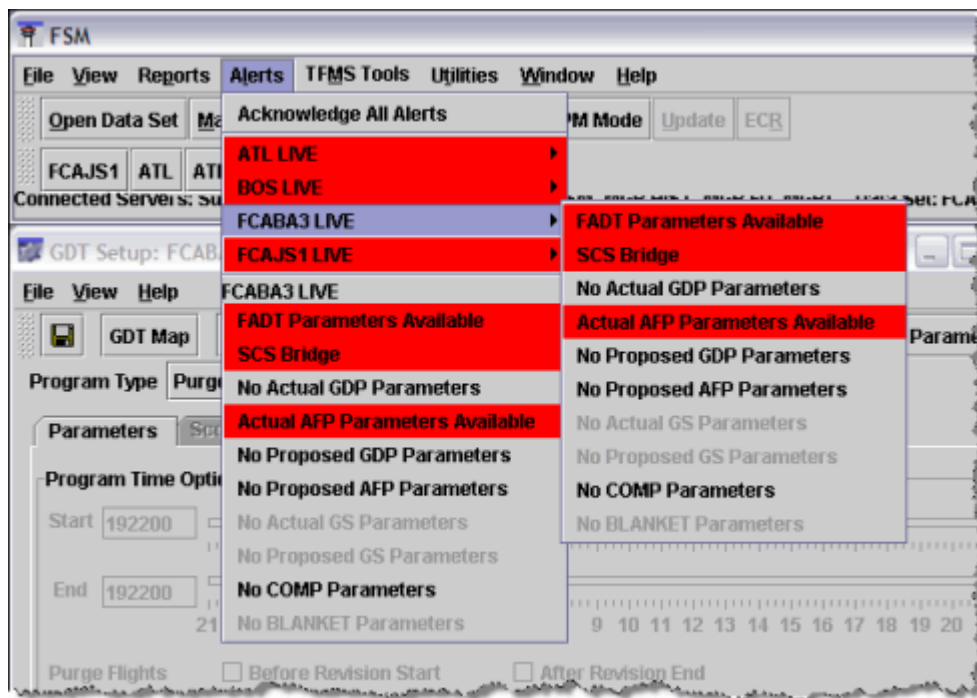 FSM
File View Reports Alerts TFMS Tools Utilities Window Help
Open Data Set Acknowledge All Alerts M Mode Update ECR
FCAJS1 ATL ATL LIVE
BOS LIVE
Connected Servers:
FCABA3 LIVE FADT Parameters Available
GDT Setup: FCAJS1 LIVE SCS Bridge
File View Help FCABA3 LIVE No Actual GDP Parameters
FADT Parameters Available Actual AFP Parameters Available
GDT Map SCS Bridge No Proposed GDP Parameters
Program Type No Actual GDP Parameters No Proposed AFP Parameters
Parameters Actual AFP Parameters Available No Actual GS Parameters
No Proposed GDP Parameters No Proposed GS Parameters
Program Time No Proposed AFP Parameters No COMP Parameters
Start 192200 No Actual GS Parameters No BLANKET Parameters
No Proposed GS Parameters
End 192200 No COMP Parameters
21 No BLANKET Parameters 9 10 11 12 13 14 15 16 17 18 19 20
Purge Flights Before Revision Start After Revision End